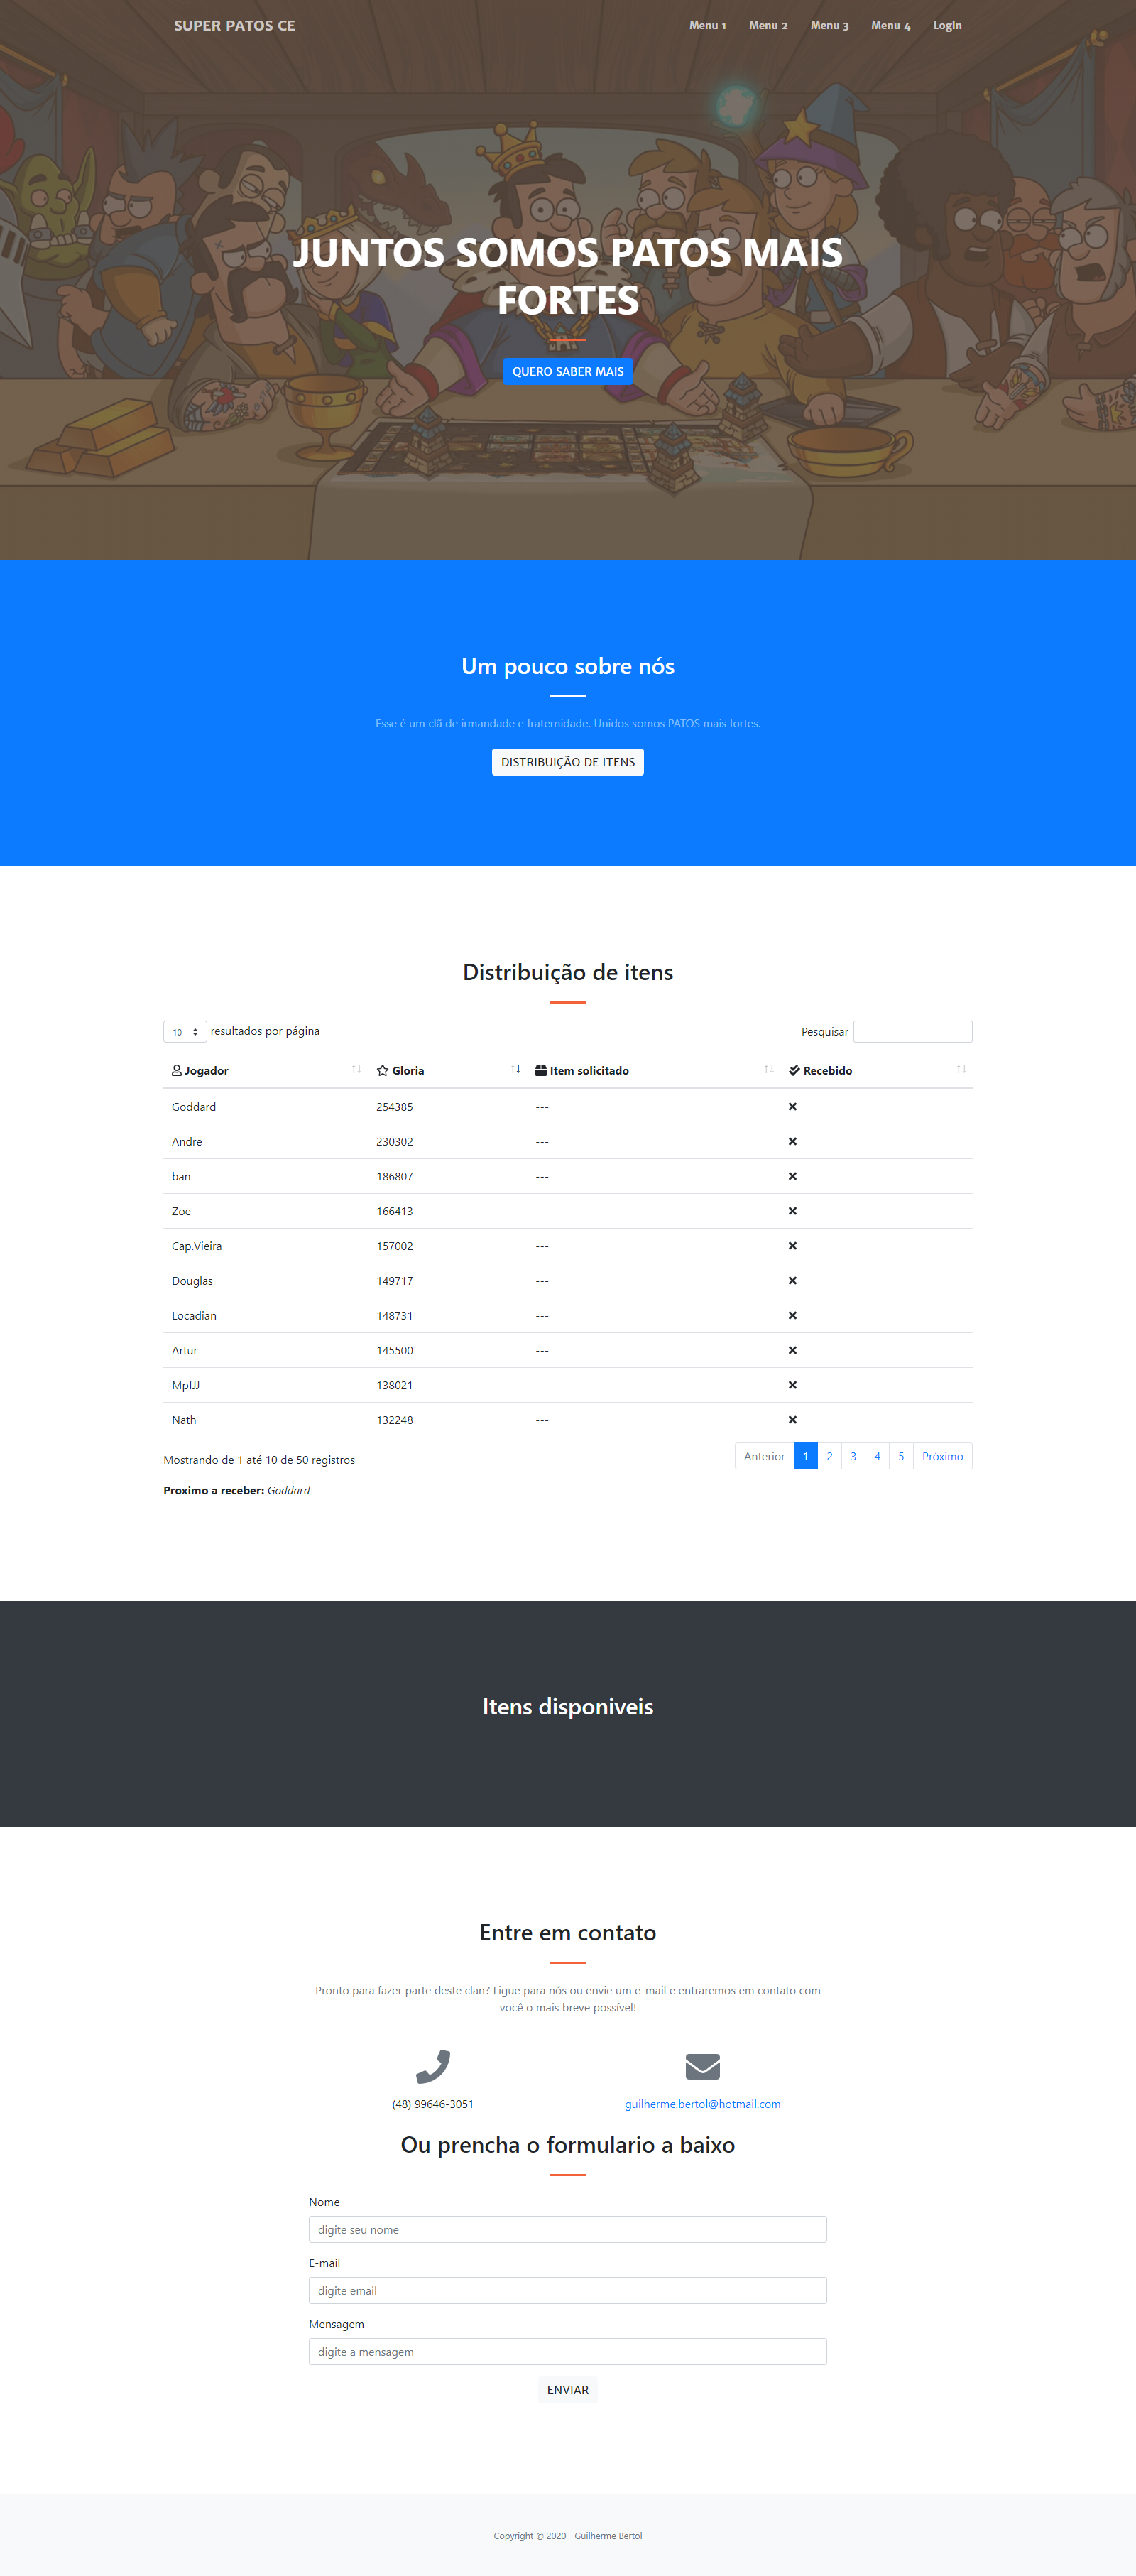 SUPER PATOS CE
Menu 1 Menu 2 Menu 3 Menu 4 Login
JUNTOS SOMOS PATOS MAIS
FORTES
QUERO SABER MAIS
Um pouco sobre nós
Esse é um clã de irmandade e fraternidade. Unidos somos PATOS mais fortes.
DISTRIBUIÇÃO DE ITENS
Distribuição de itens
10 resultados por página Pesquisar
Jogador Gloria Item solicitado Recebido
Goddard 254385 ---
Andre 230302 ---
ban 186807 ---
Zoe 166413 ---
Cap.Vieira 157002 ---
Douglas 149717 ---
Locadian 148731 ---
Artur 145500 ---
MpfJJ 138021 ---
Nath 132248 ---
Mostrando de 1 até 10 de 50 registros Anterior 1 2 3 4 5 Próximo
Proximo a receber: Goddard
Itens disponiveis
Entre em contato
Pronto para fazer parte deste clan? Ligue para nós ou envie um e-mail e entraremos em contato com
você o mais breve possível!
(48) 99646-3051 guilherme.bertol@hotmail.com
Ou prencha o formulario a baixo
Nome
digite seu nome
E-mail
digite email
Mensagem
digite a mensagem
ENVIAR
Copyright © 2020 - Guilherme Bertol